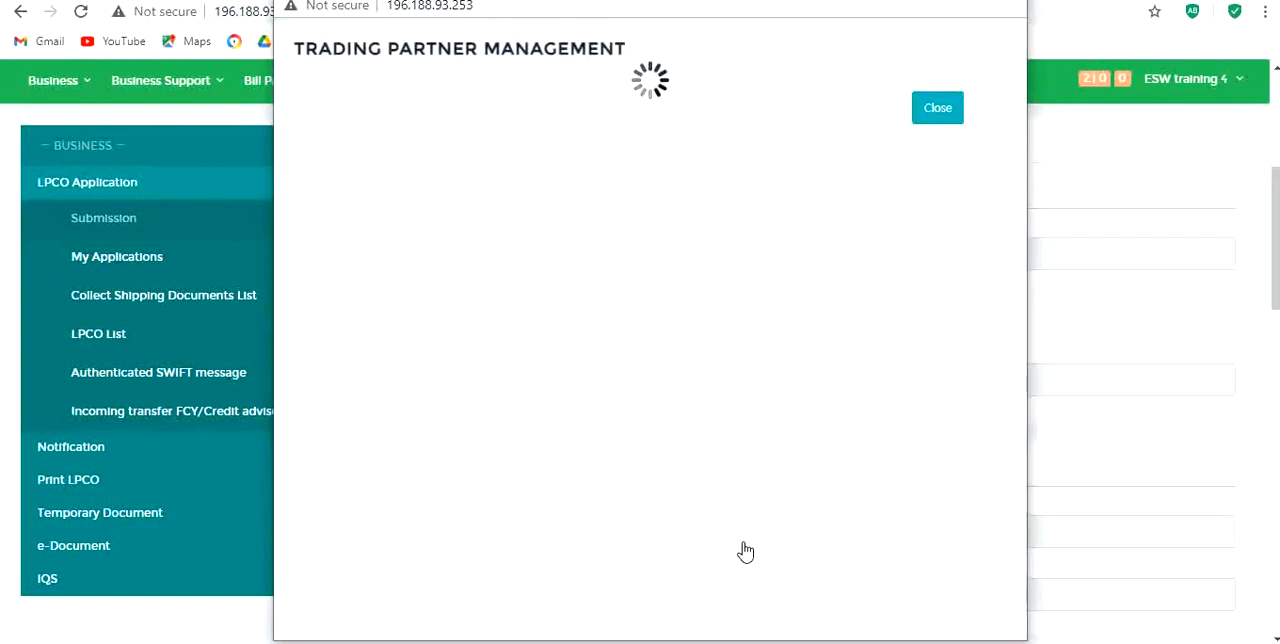 Not secure
196.188.93
Not secure
196.188.93.253
Gmail
YouTube
Maps
TRADING PARTNER MANAGEMENT
Close
Business
Business Support
Bill P
2 | 0
0
ESW training 4
— BUSINESS —
LPCO Application
Submission
My Applications
Collect Shipping Documents List
LPCO List
Authenticated SWIFT message
Incoming transfer FCY/Credit advis
Notification
Print LPCO
Temporary Document
e-Document
IQS